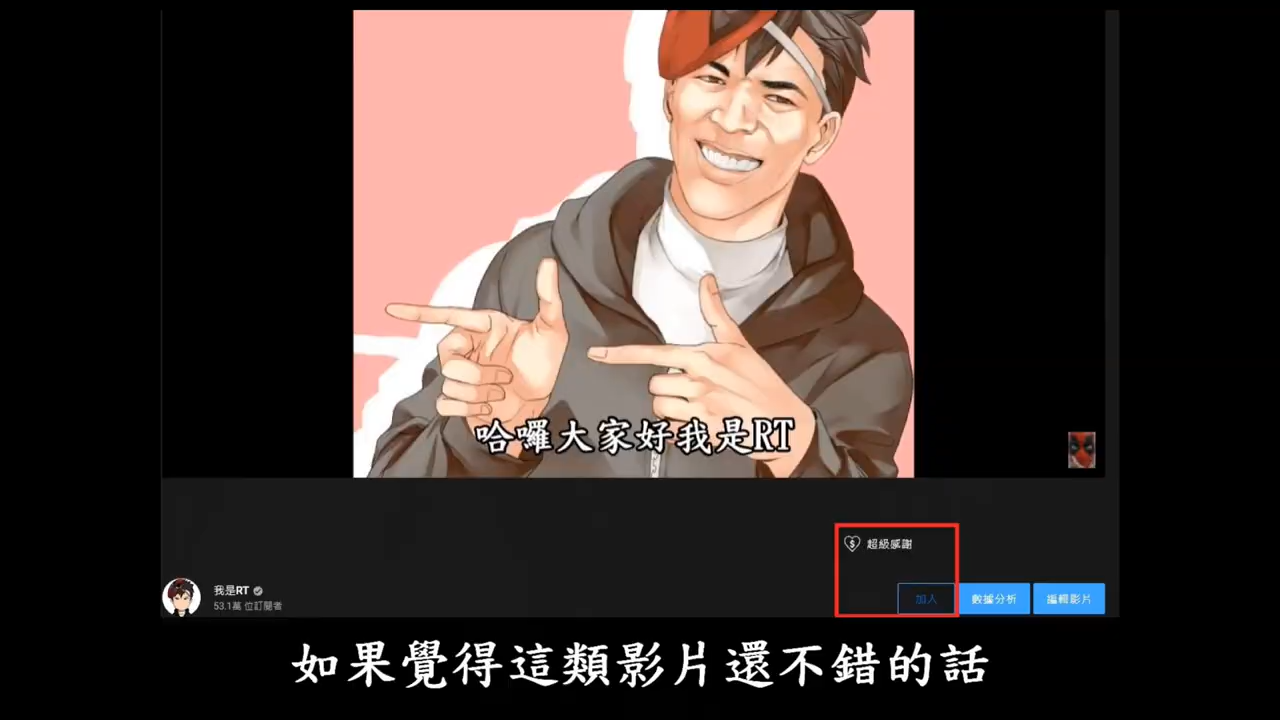 哈囉大家好我是RT
超級感謝
我是RT
53.1萬 位訂閱者
加入
數據分析
編輯影片
如果覺得這類影片還不錯的話